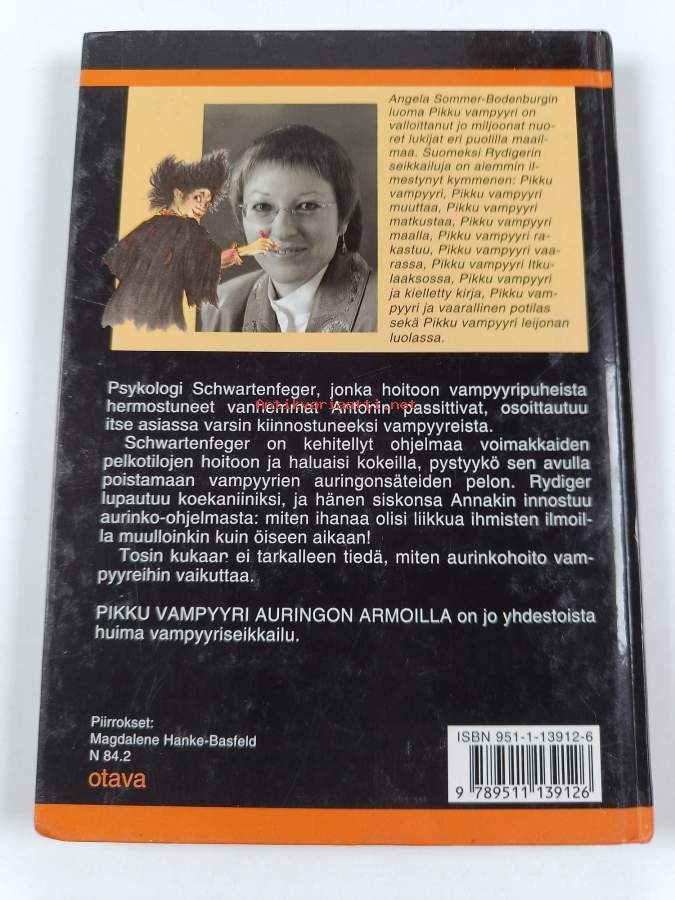 Angela Sommer-Bodenburgin
luoma Pikku vampyyri on
valloittanut jo miljoonat nuo-
ret lukijat eri puolilla maail-
maa. Suomeksi Rydigerin
seikkailuja on aiemmin il-
mestynyt kymmenen: Pikku
vampyyri, Pikku vampyyri
muuttaa, Pikku vampyyri
matkustaa, Pikku vampyyri
maalla, Pikku vampyyri ra-
kastuu, Pikku vampyyri vaa-
rassa, Pikku vampyyri Itku-
laaksossa, Pikku vampyyri
ja kielletty kirja, Pikku vam-
pyyri ja vaarallinen potilas
sekä Pikku vampyyri leijonan
luolassa.
Psykologi Schwartenfeger, jonka hoitoon vampyyripuheista
Antikvariaatti.net
hermostuneet vanhemmat Antonin passittivat, osoittautuu
itse asiassa varsin kiinnostuneeksi vampyyreista.
Schwartenfeger on kehitellyt ohjelmaa voimakkaiden
pelkotilojen hoitoon ja haluaisi kokeilla, pystyykö sen avulla
poistamaan vampyyrien auringonsäteiden pelon. Rydiger
lupautuu koekaniiniksi, ja hänen siskonsa Annakin innostuu
aurinko-ohjelmasta: miten ihanaa olisi liikkua ihmisten ilmoil-
la muulloinkin kuin öiseen aikaan!
Tosin kukaan ei tarkalleen tiedä, miten aurinkohoito vam-
pyyreihin vaikuttaa.
PIKKU VAMPYYRI AURINGON ARMOILLA on jo yhdestoista
huima vampyyriseikkailu.
Piirrokset:
Magdalene Hanke-Basfeld
N 84.2
otava
ISBN 951-1-13912-6
9 789511 139126